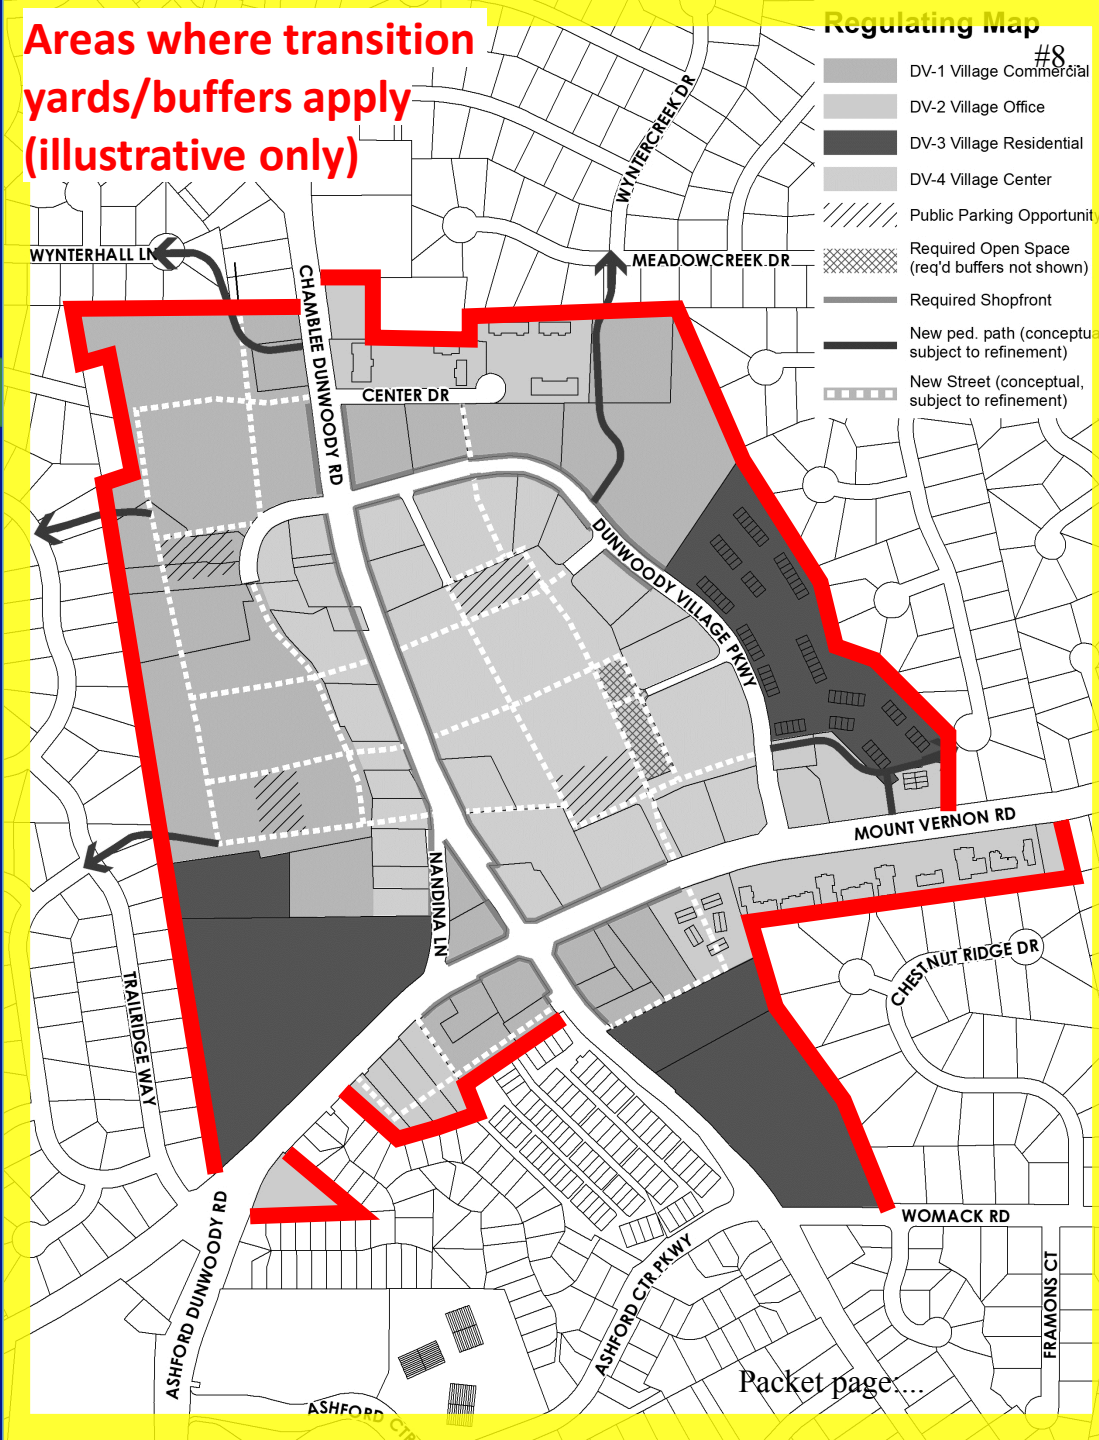 Areas where transition
yards/buffers apply
(illustrative only)
Regulating Map
#8...
DV-1 Village Commercial
DV-2 Village Office
DV-3 Village Residential
DV-4 Village Center
Public Parking Opportunity
Required Open Space
(req'd buffers not shown)
Required Shopfront
New ped. path (conceptua
subject to refinement)
New Street (conceptual,
subject to refinement)
WYNTERCREEK DR
WYNTERHALL LN
MEADOWCREEK DR
CHAMBLEE DUNWOODY RD
CENTER DR
DUNWOODY VILLAGE PKWY
MOUNT VERNON RD
NANDINA LN
CHESTNUT RIDGE DR
TRAILRIDGE WAY
WOMACK RD
ASHFORD DUNWOODY RD
ASHFORD CTR PKWY
FRAMONS CT
Packet page:...
ASHFORD CTR